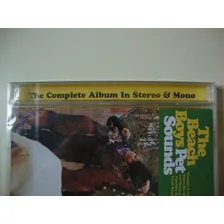 The Complete Album In Stereo & Mono
The
Beach
Boys Pet
Sounds